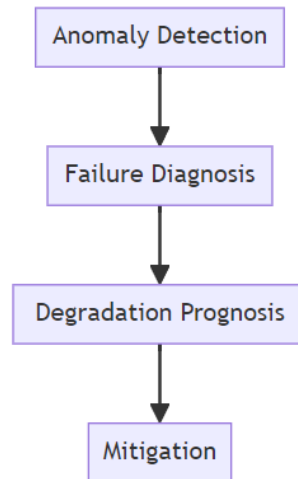 Anomaly Detection
Failure Diagnosis
Degradation Prognosis
Mitigation